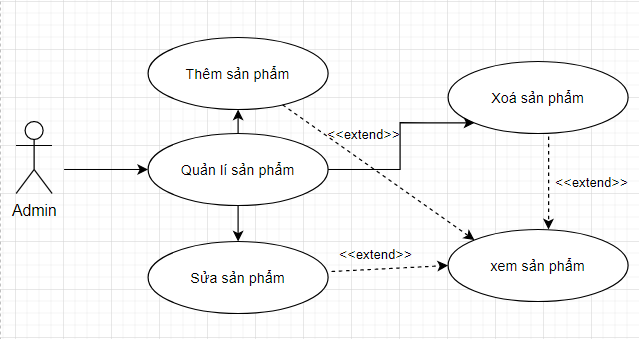 Thêm sản phẩm
Xoá sản phẩm
<<extend>>
Quản lí sản phẩm
<<extend>>
Admin
<<extend>>
Sửa sản phẩm
xem sản phẩm